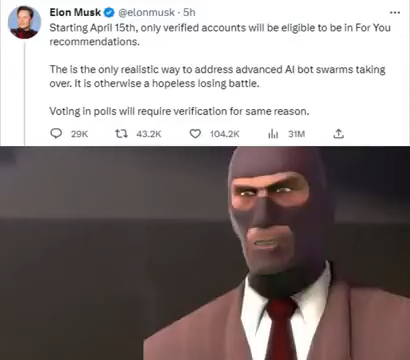 Elon Musk @elonmusk · 5h
Starting April 15th, only verified accounts will be eligible to be in For You
recommendations.
The is the only realistic way to address advanced AI bot swarms taking
over. It is otherwise a hopeless losing battle.
Voting in polls will require verification for same reason.
29K 43.2K 104.2K 31M